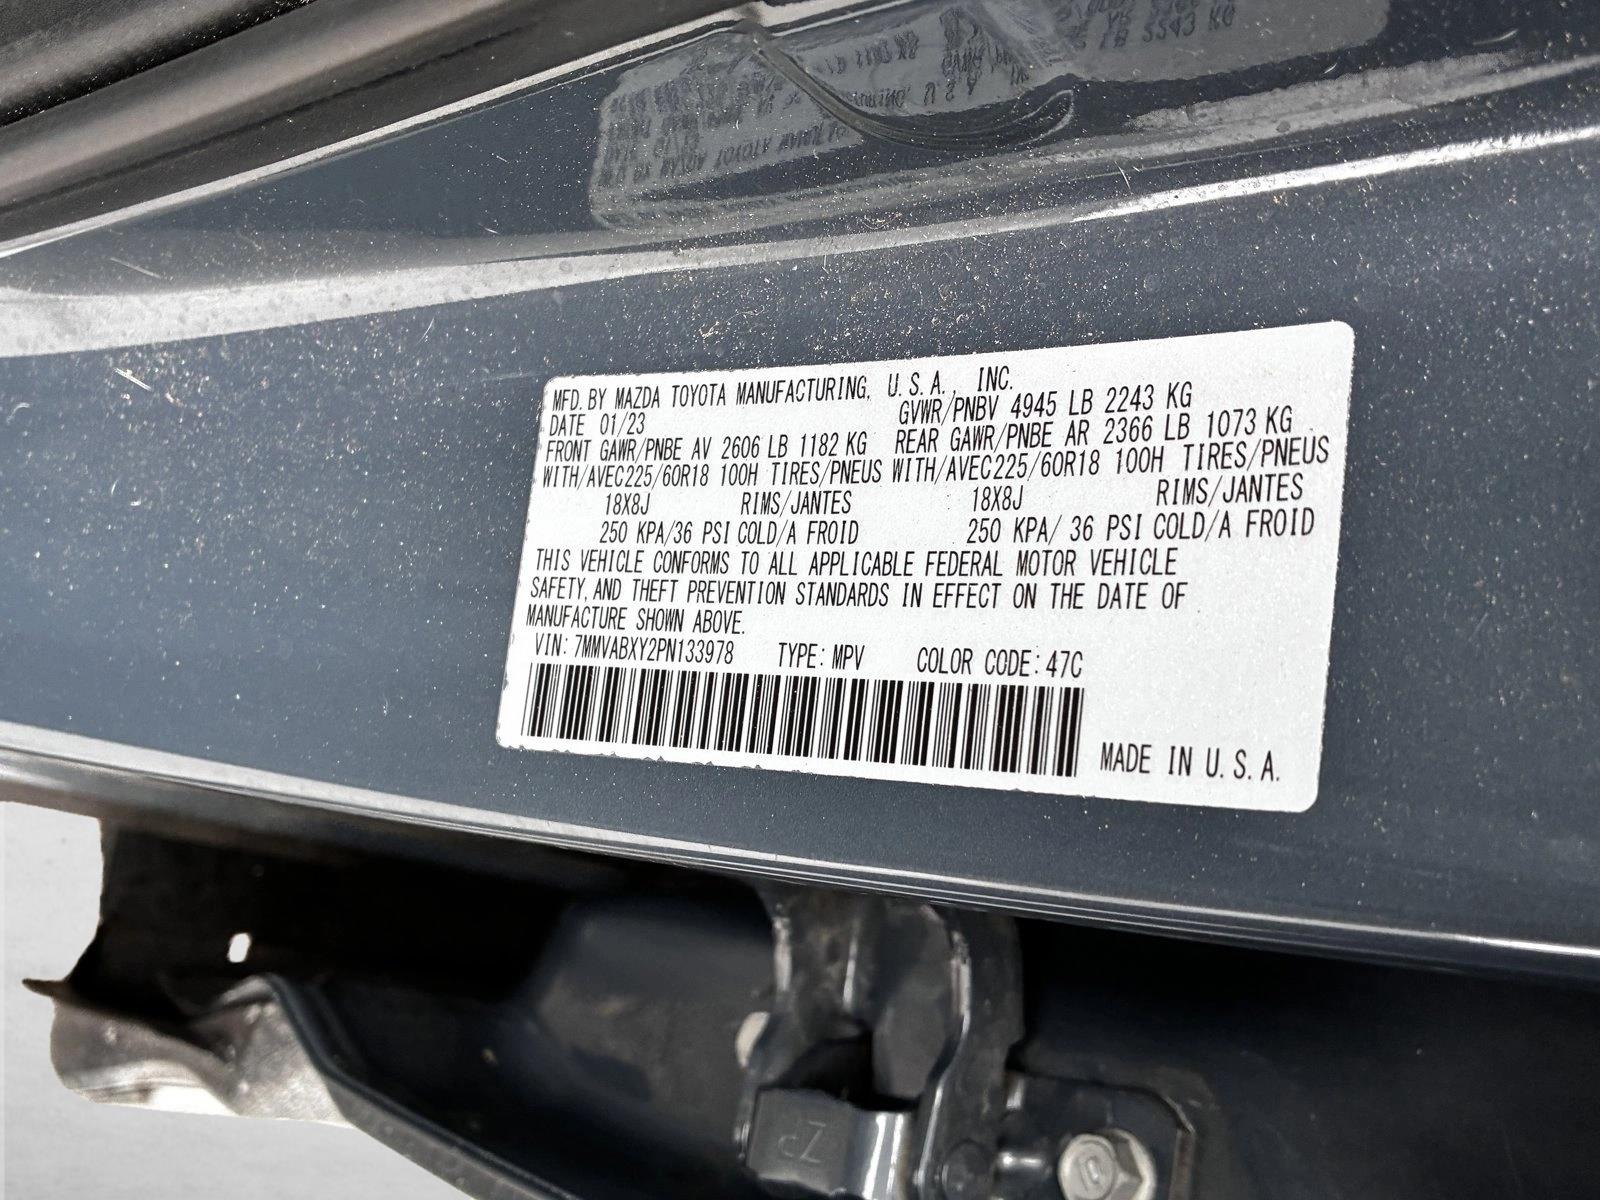 MFD. BY MAZDA TOYOTA MANUFACTURING, U.S.A., INC.
DATE 01/23 GVWR/PNBV 4945 LB 2243 KG
FRONT GAWR/PNBE AV 2606 LB 1182 KG REAR GAWR/PNBE AR 2366 LB 1073 KG
WITH/AVEC225/60R18 100H TIRES/PNEUS WITH/AVEC225/60R18 100H TIRES/PNEUS
18X8J RIMS/JANTES 18X8J RIMS/JANTES
250 KPA/36 PSI COLD/A FROID 250 KPA/ 36 PSI COLD/A FROID
THIS VEHICLE CONFORMS TO ALL APPLICABLE FEDERAL MOTOR VEHICLE
SAFETY, AND THEFT PREVENTION STANDARDS IN EFFECT ON THE DATE OF
MANUFACTURE SHOWN ABOVE.
VIN: 7MMVABXY2PN133978 TYPE: MPV COLOR CODE: 47C
MADE IN U.S.A.
ZP